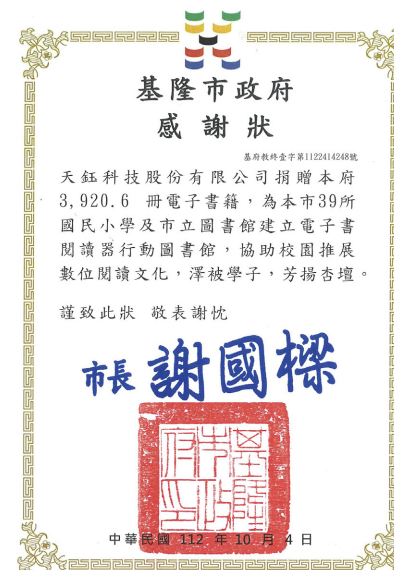 基隆市政府
感謝狀
基府教終壹字第1122414248號
天鈺科技股份有限公司捐贈本府
3,920.6 冊電子書籍，為本市39所
國民小學及市立圖書館建立電子書
閱讀器行動圖書館，協助校園推展
數位閱讀文化，澤被學子，芳揚杏壇。
謹致此狀 敬表謝忱
市長 謝國樑
基隆市政府印
中華民國 112 年 10 月 4 日